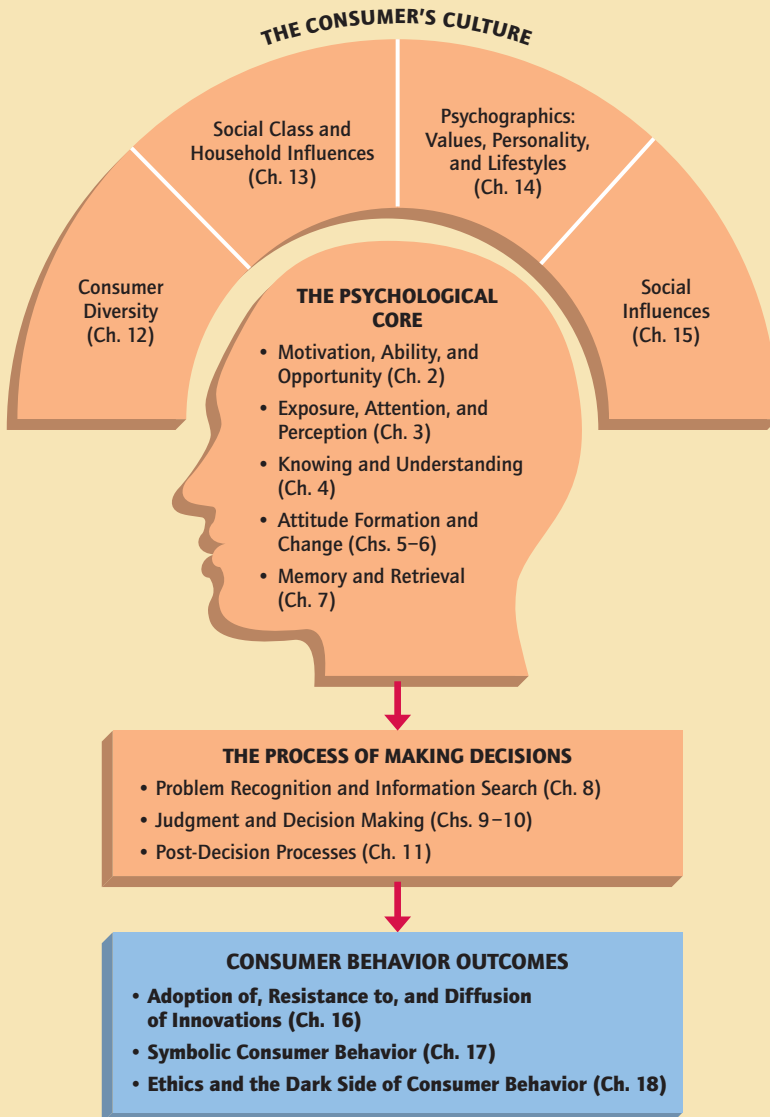 THE CONSUMER'S CULTURE
Consumer
Diversity
(Ch. 12)
Social Class and
Household Influences
(Ch. 13)
Psychographics:
Values, Personality,
and Lifestyles
(Ch. 14)
Social
Influences
(Ch. 15)
THE PSYCHOLOGICAL
CORE
• Motivation, Ability, and
Opportunity (Ch. 2)
• Exposure, Attention, and
Perception (Ch. 3)
• Knowing and Understanding
(Ch. 4)
• Attitude Formation and
Change (Chs. 5–6)
• Memory and Retrieval
(Ch. 7)
THE PROCESS OF MAKING DECISIONS
• Problem Recognition and Information Search (Ch. 8)
• Judgment and Decision Making (Chs. 9–10)
• Post-Decision Processes (Ch. 11)
CONSUMER BEHAVIOR OUTCOMES
• Adoption of, Resistance to, and Diffusion
of Innovations (Ch. 16)
• Symbolic Consumer Behavior (Ch. 17)
• Ethics and the Dark Side of Consumer Behavior (Ch. 18)